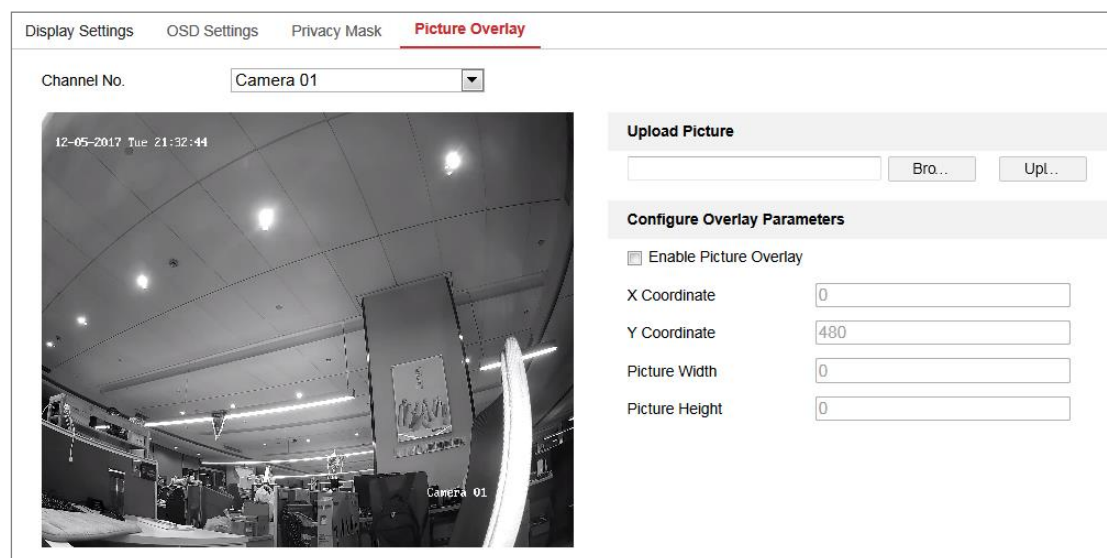 Display Settings OSD Settings Privacy Mask Picture Overlay
Channel No. Camera 01
12-05-2017 Tue 21:32:44
Camera 01
Upload Picture
Bro... Upl...
Configure Overlay Parameters
Enable Picture Overlay
X Coordinate 0
Y Coordinate 480
Picture Width 0
Picture Height 0